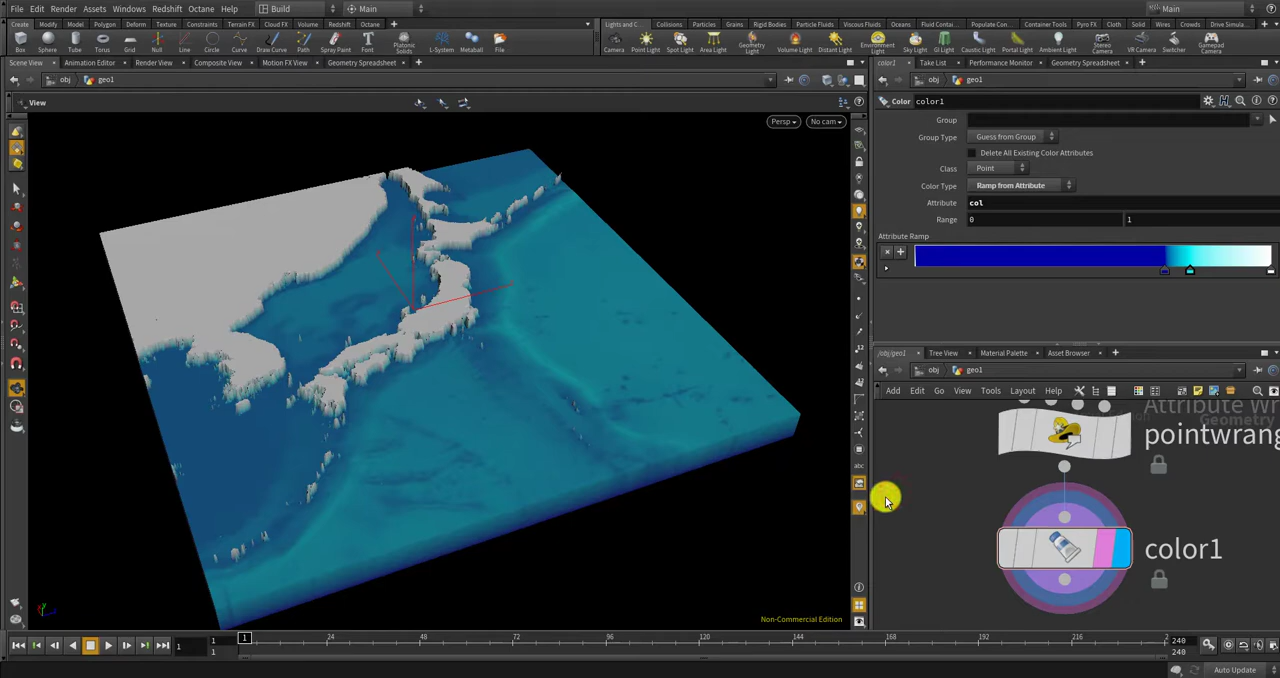 File Edit Render Assets Windows Redshift Octane Help Build Main Main
Create Modify Model Polygon Deform Texture Constraints Terrain FX Cloud FX Volume Redshift Octane
Box Sphere Tube Torus Grid Null Line Circle Curve Draw Curve Path Spray Paint Font Platonic Solids L-System Metaball File
Lights and C... Collisions Particles Grains Rigid Bodies Particle Fluids Viscous Fluids Oceans Fluid Contai... Populate Con... Container Tools Pyro FX Cloth Solid Wires Crowds Drive Simula...
Camera Point Light Spot Light Area Light Geometry Light Volume Light Distant Light Environment Light Sky Light GI Light Caustic Light Portal Light Ambient Light Stereo Camera VR Camera Switcher Gamepad Camera
Scene View Animation Editor Render View Composite View Motion FX View Geometry Spreadsheet
obj geo1
View
Persp No cam
Non-Commercial Edition
color1 Take List Performance Monitor Geometry Spreadsheet
obj geo1
Color color1
Group
Group Type Guess from Group
Delete All Existing Color Attributes
Class Point
Color Type Ramp from Attribute
Attribute col
Range 0 1
Attribute Ramp
/obj/geo1 Tree View Material Palette Asset Browser
obj geo1
Add Edit Go View Tools Layout Help
Attribute Wr
Geometry
pointwrang
color1
abc
1 1 1 1 24 48 72 96 120 144 168 192 216 2 240 240
Auto Update